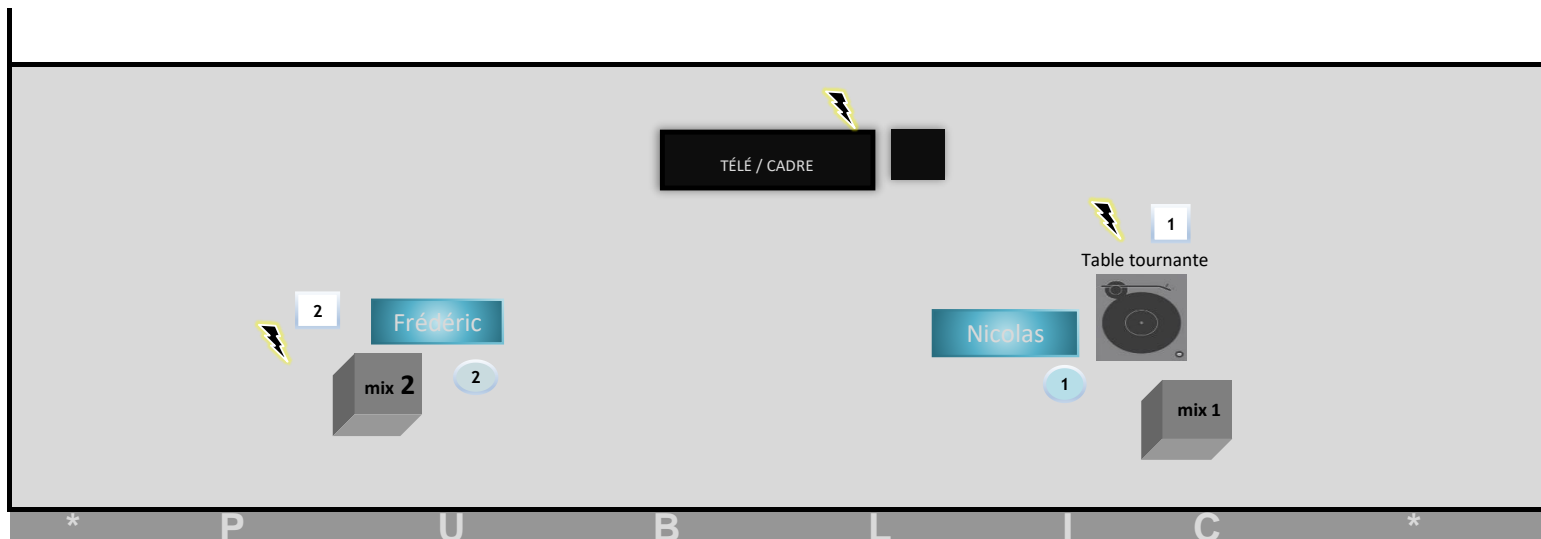 TÉLÉ / CADRE
1
Table tournante
2
Frédéric
Nicolas
mix 2
2
1
mix 1
* P U B L I C *